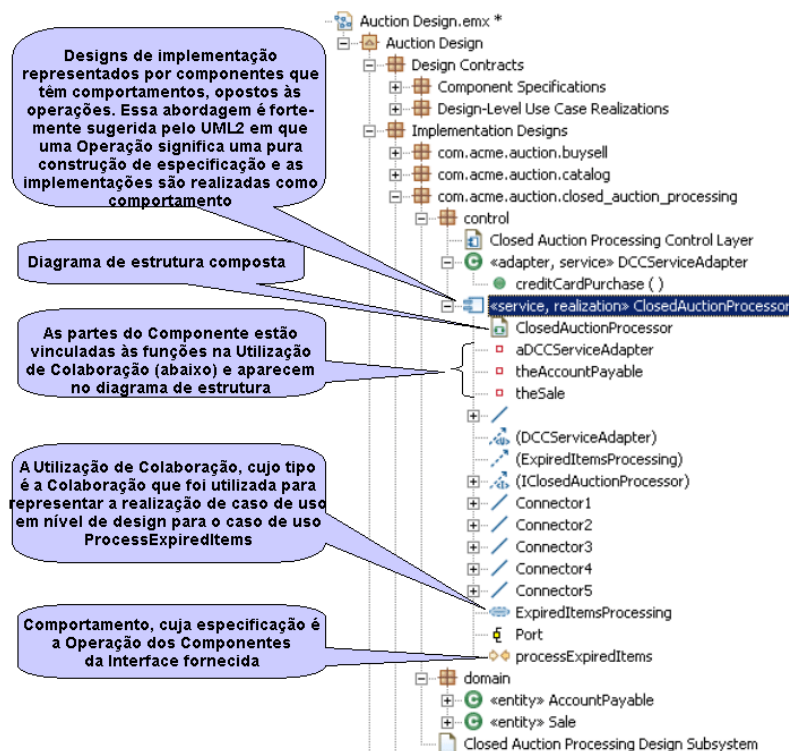 Designs de implementação
representados por componentes que
têm comportamentos, opostos às
operações. Essa abordagem é forte-
mente sugerida pelo UML2 em que
uma Operação significa uma pura
construção de especificação e as
implementações são realizadas como
comportamento
Diagrama de estrutura composta
As partes do Componente estão
vinculadas às funções na Utilização
de Colaboração (abaixo) e aparecem
no diagrama de estrutura
A Utilização de Colaboração, cujo tipo
é a Colaboração que foi utilizada para
representar a realização de caso de uso
em nível de design para o caso de uso
ProcessExpiredItems
Comportamento, cuja especificação é
a Operação dos Componentes
da Interface fornecida
Auction Design.emx *
Auction Design
Design Contracts
Component Specifications
Design-Level Use Case Realizations
Implementation Designs
com.acme.auction.buysell
com.acme.auction.catalog
com.acme.auction.closed_auction_processing
control
Closed Auction Processing Control Layer
«adapter, service» DCCServiceAdapter
creditCardPurchase ( )
«service, realization» ClosedAuctionProcessor
ClosedAuctionProcessor
aDCCServiceAdapter
theAccountPayable
theSale
(DCCServiceAdapter)
(ExpiredItemsProcessing)
(IClosedAuctionProcessor)
Connector1
Connector2
Connector3
Connector4
Connector5
ExpiredItemsProcessing
Port
processExpiredItems
domain
«entity» AccountPayable
«entity» Sale
Closed Auction Processing Design Subsystem